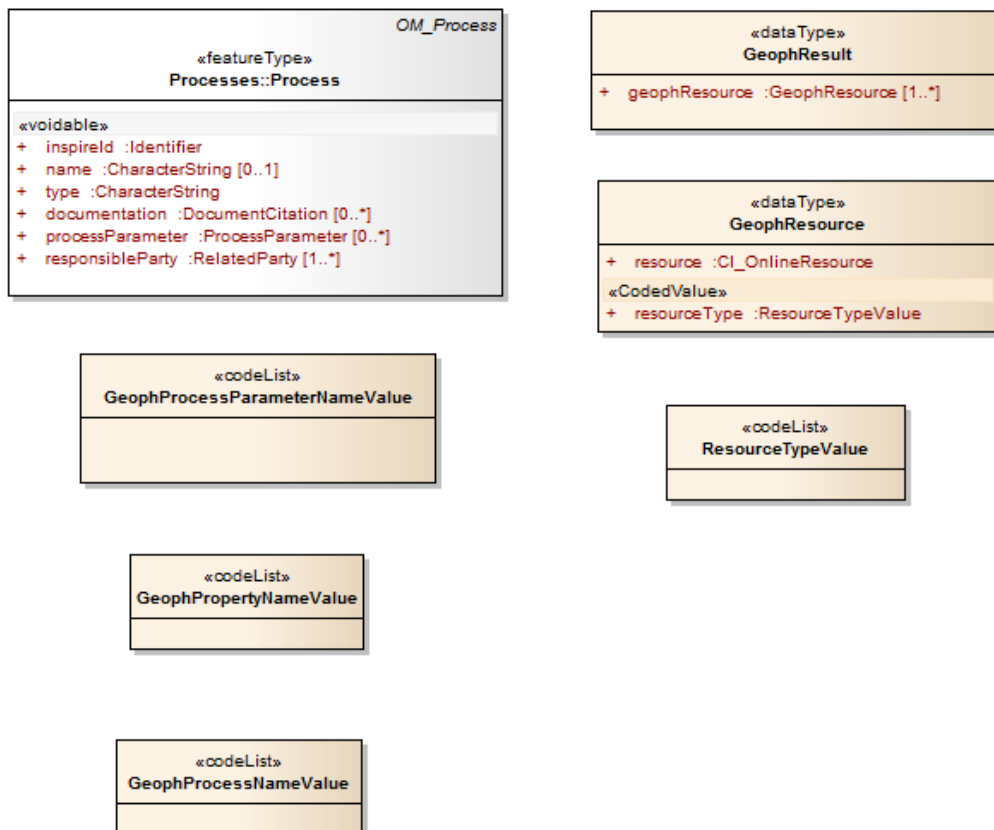 OM_Process
«featureType»
Processes::Process
«voidable»
+ inspireId :Identifier
+ name :CharacterString [0..1]
+ type :CharacterString
+ documentation :DocumentCitation [0..*]
+ processParameter :ProcessParameter [0..*]
+ responsibleParty :RelatedParty [1..*]
«dataType»
GeophResult
+ geophResource :GeophResource [1..*]
«dataType»
GeophResource
+ resource :CI_OnlineResource
«CodedValue»
+ resourceType :ResourceTypeValue
«codeList»
GeophProcessParameterNameValue
«codeList»
ResourceTypeValue
«codeList»
GeophPropertyNameValue
«codeList»
GeophProcessNameValue